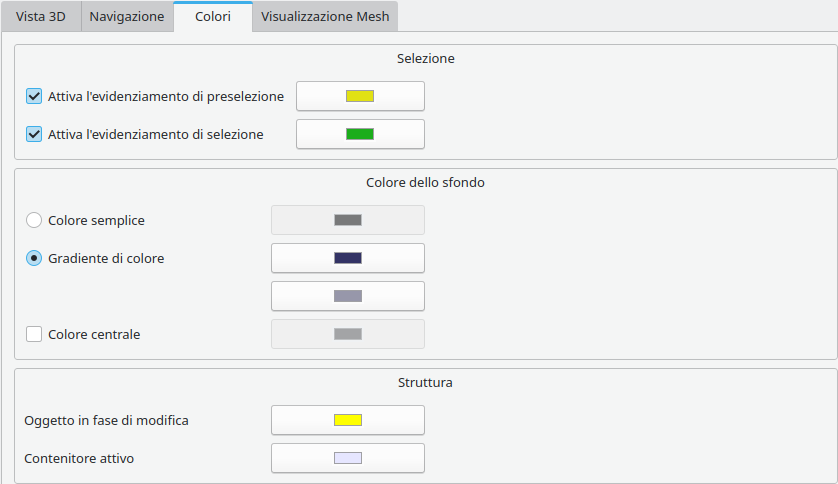 Vista 3D Navigazione Colori Visualizzazione Mesh
Selezione
Attiva l'evidenziamento di preselezione
Attiva l'evidenziamento di selezione
Colore dello sfondo
Colore semplice
Gradiente di colore
Colore centrale
Struttura
Oggetto in fase di modifica
Contenitore attivo